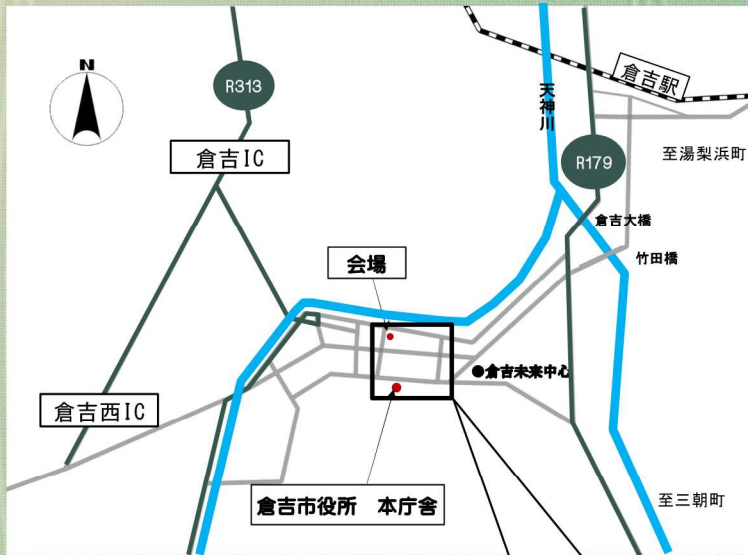 N
R313
倉吉駅
天神川
倉吉IC
R179
至湯梨浜町
倉吉大橋
竹田橋
会場
●倉吉未来中心
倉吉西IC
倉吉市役所　本庁舎
至三朝町